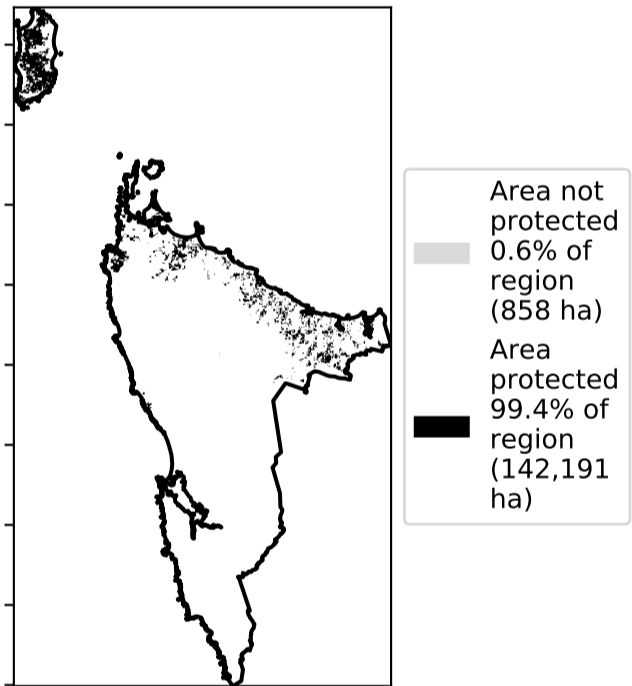 Area not
protected
0.6% of
region
(858 ha)
Area
protected
99.4% of
region
(142,191
ha)